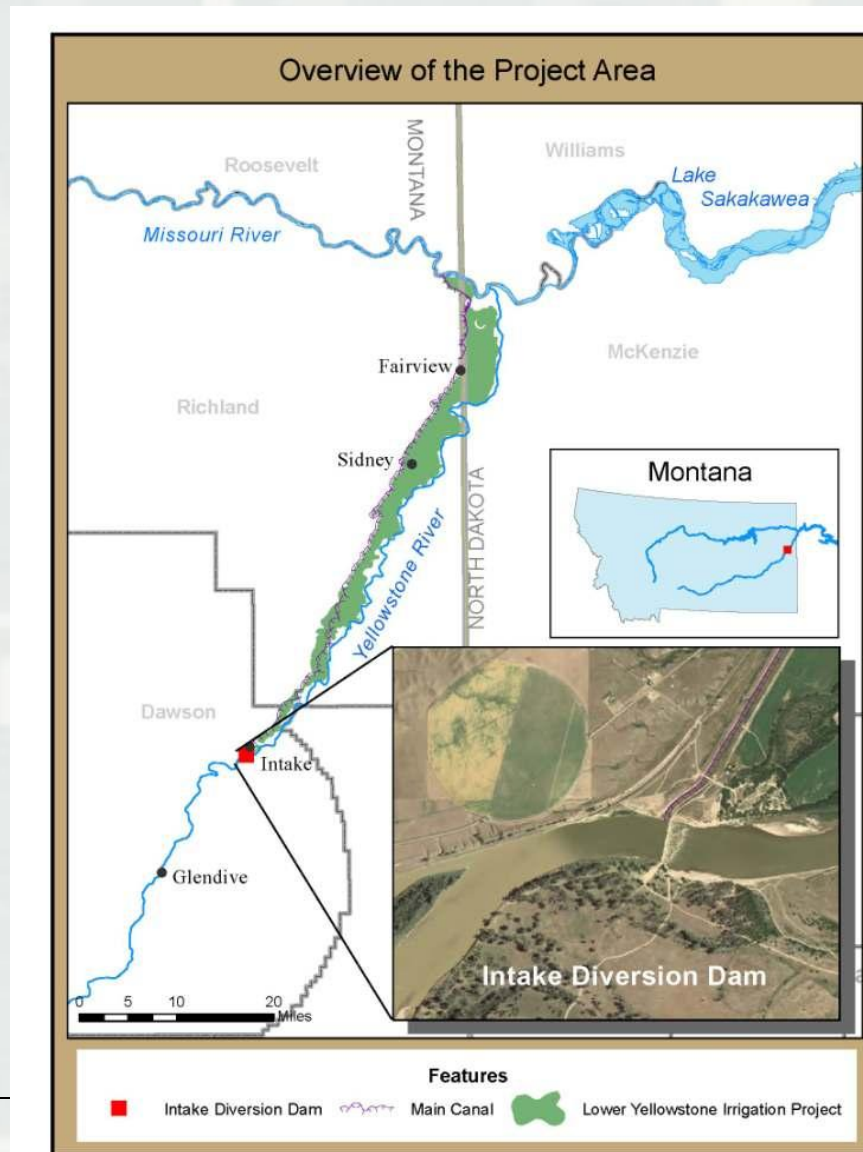 Overview of the Project Area
MONTANA
Roosevelt
Williams
Lake
Sakakawea
Missouri River
Fairview
McKenzie
Richland
Sidney
NORTH DAKOTA
Montana
Yellowstone River
Dawson
Intake
Glendive
Intake Diversion Dam
0 5 10 20
Miles
Features
Intake Diversion Dam
Main Canal
Lower Yellowstone Irrigation Project